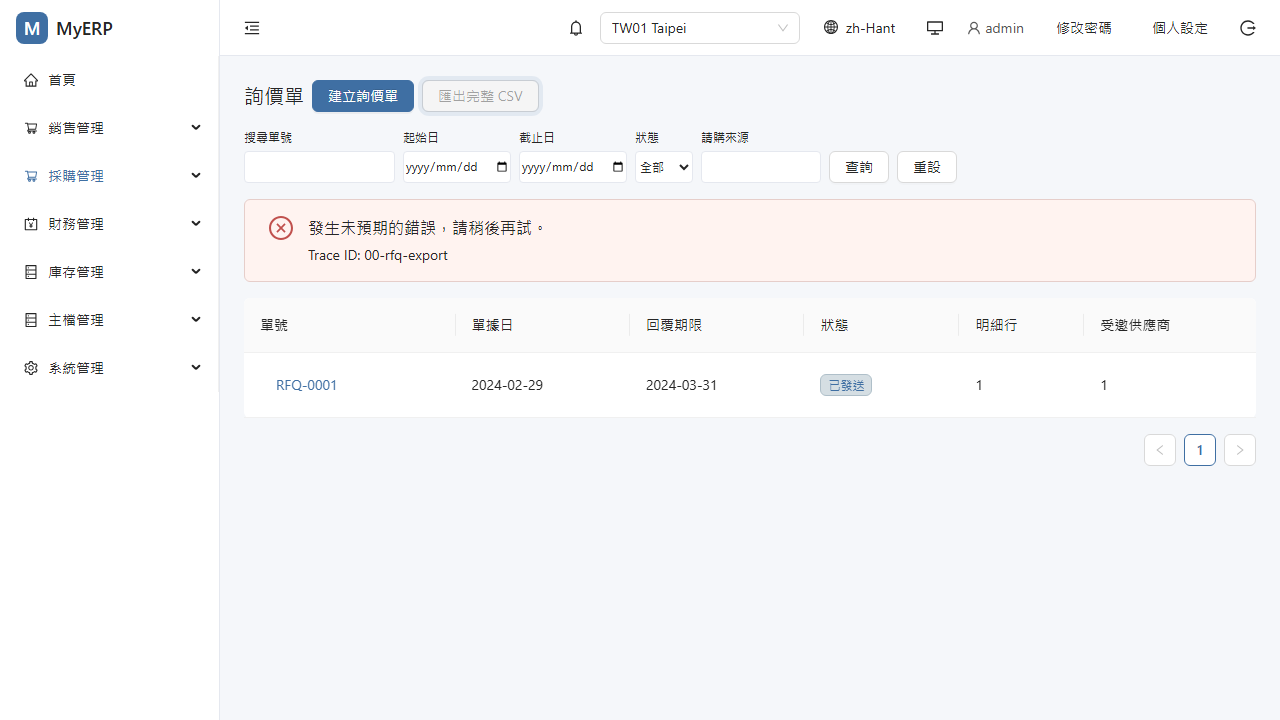 M MyERP
TW01 Taipei
zh-Hant
admin
修改密碼
個人設定
首頁
銷售管理
採購管理
財務管理
庫存管理
主檔管理
系統管理
詢價單
建立詢價單
匯出完整 CSV
搜尋單號
起始日
截止日
狀態
請購來源
yyyy/mm/dd
yyyy/mm/dd
全部
查詢
重設
發生未預期的錯誤，請稍後再試。
Trace ID: 00-rfq-export
單號 單據日 回覆期限 狀態 明細行 受邀供應商
RFQ-0001 2024-02-29 2024-03-31 已發送 1 1
1